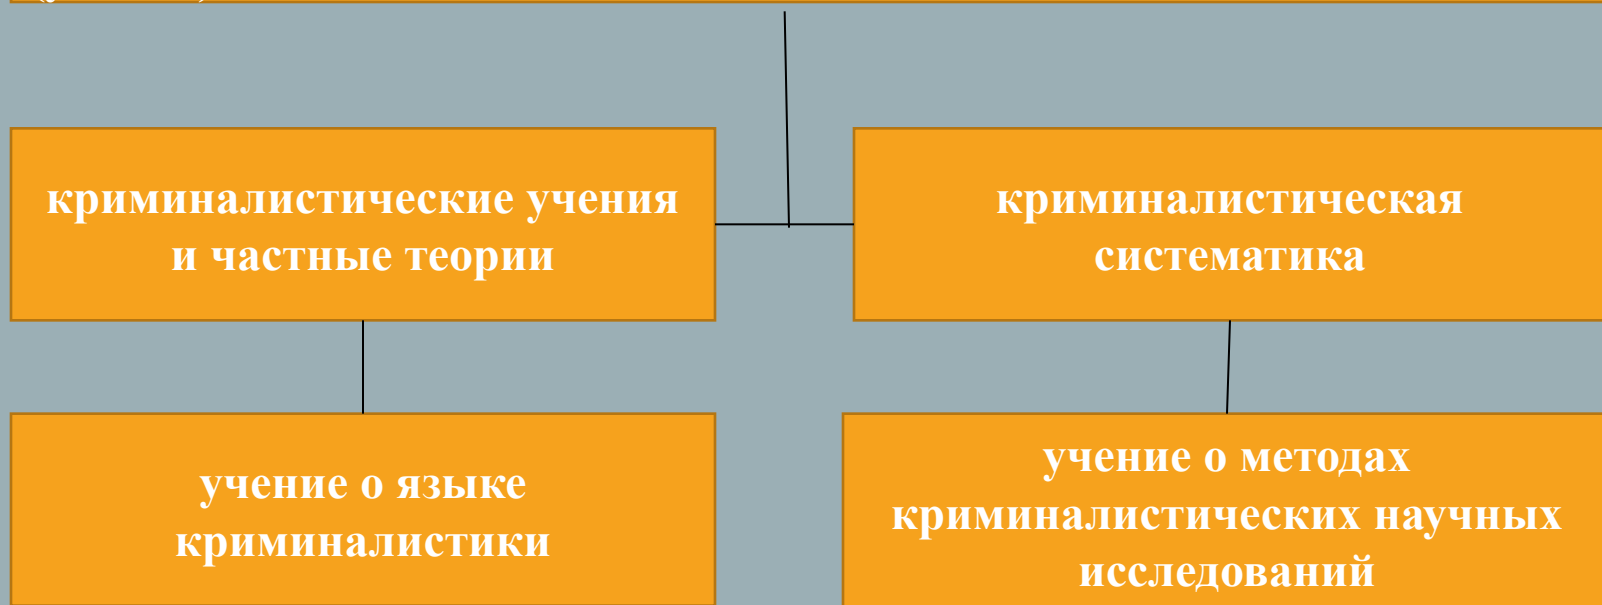 криминалистические учения
и частные теории
криминалистическая
систематика
учение о языке
криминалистики
учение о методах
криминалистических научных
исследований